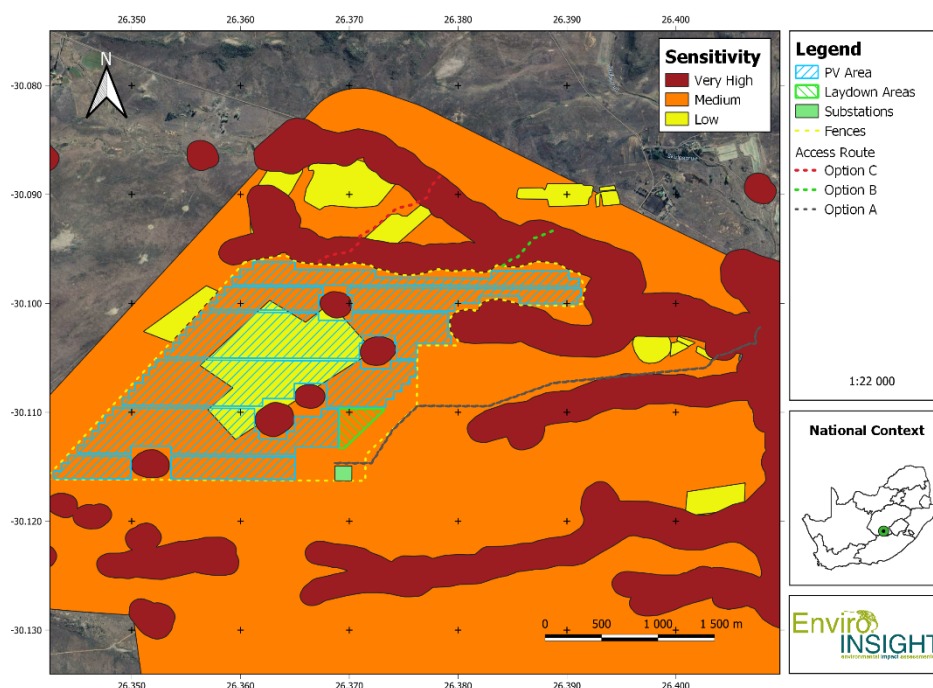 26.350 26.360 26.370 26.380 26.390 26.400
-30.080
-30.090
-30.100
-30.110
-30.120
-30.130
N
Sensitivity
Very High
Medium
Low
0 500 1 000 1 500 m
26.350 26.360 26.370 26.380 26.390 26.400
Legend
PV Area
Laydown Areas
Substations
Fences
Access Route
Option C
Option B
Option A
1:22 000
National Context
Enviro
INSIGHT
environmental impact assessments